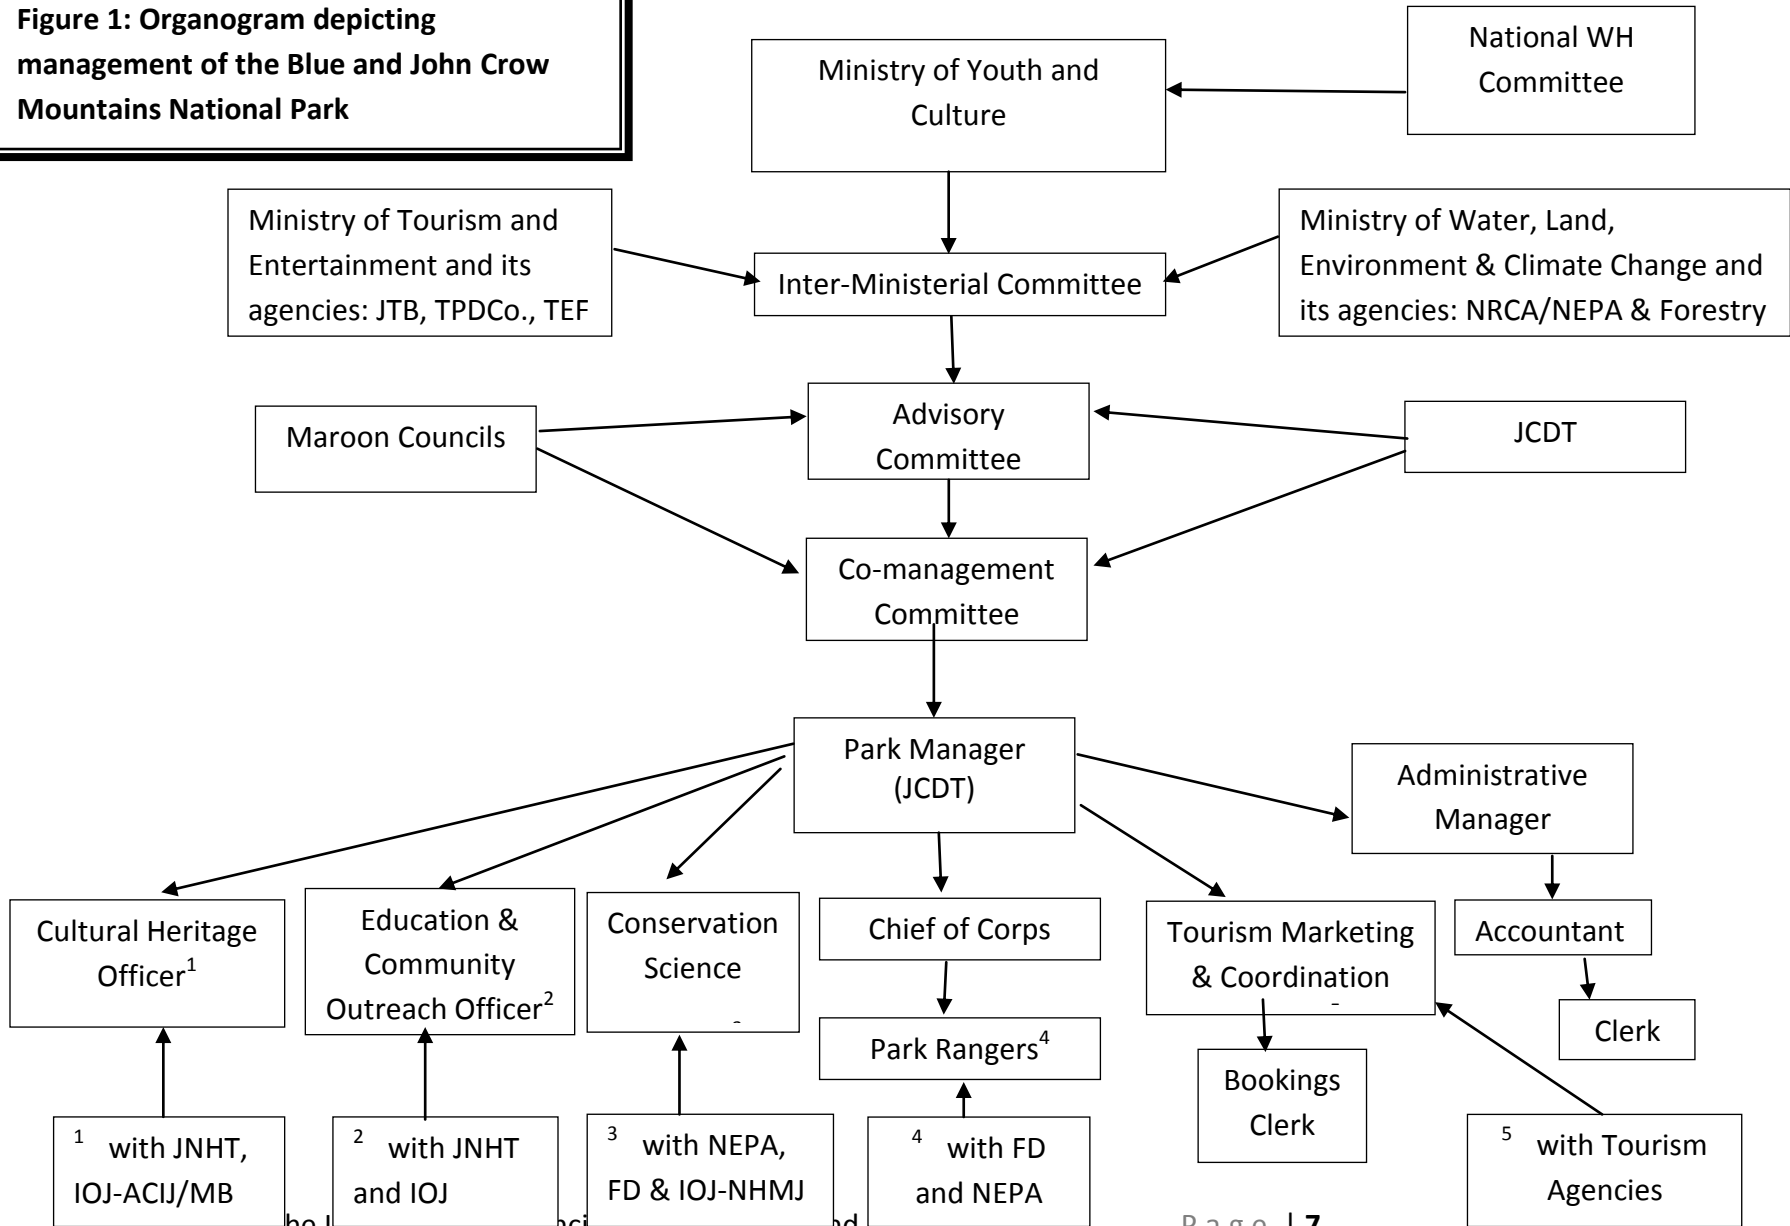 Figure 1: Organogram depicting
management of the Blue and John Crow
Mountains National Park
National WH
Committee
Ministry of Youth and
Culture
Ministry of Tourism and
Entertainment and its
agencies: JTB, TPDCo., TEF
Inter-Ministerial Committee
Ministry of Water, Land,
Environment & Climate Change and
its agencies: NRCA/NEPA & Forestry
Maroon Councils
Advisory
Committee
JCDT
Co-management
Committee
Park Manager
(JCDT)
Administrative
Manager
Cultural Heritage
Officer1
Education &
Community
Outreach Officer2
Conservation
Science
Chief of Corps
Park Rangers4
Tourism Marketing
& Coordination
Bookings
Clerk
Accountant
Clerk
1 with JNHT,
IOJ-ACIJ/MB
2 with JNHT
and IOJ
3 with NEPA,
FD & IOJ-NHMJ
4 with FD
and NEPA
5 with Tourism
Agencies
Page | 7